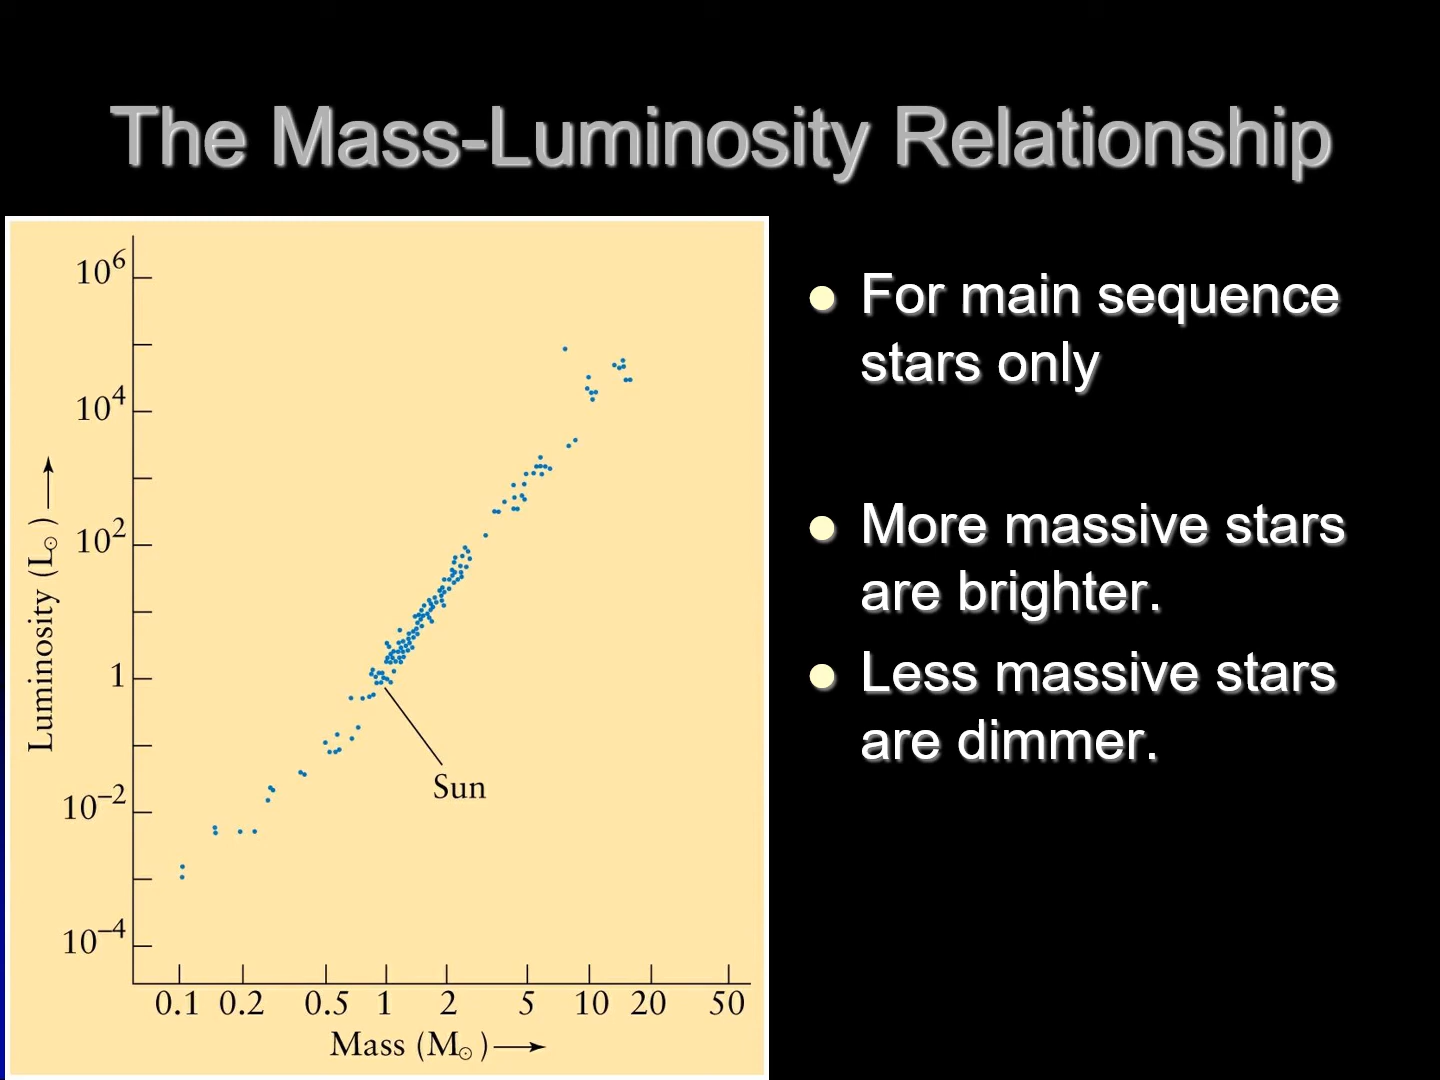 The Mass-Luminosity Relationship
10⁶
10⁴
10²
1
10⁻²
10⁻⁴
Luminosity (L⊙) →
Sun
0.1 0.2 0.5 1 2 5 10 20 50
Mass (M⊙) →
● For main sequence
stars only
● More massive stars
are brighter.
● Less massive stars
are dimmer.